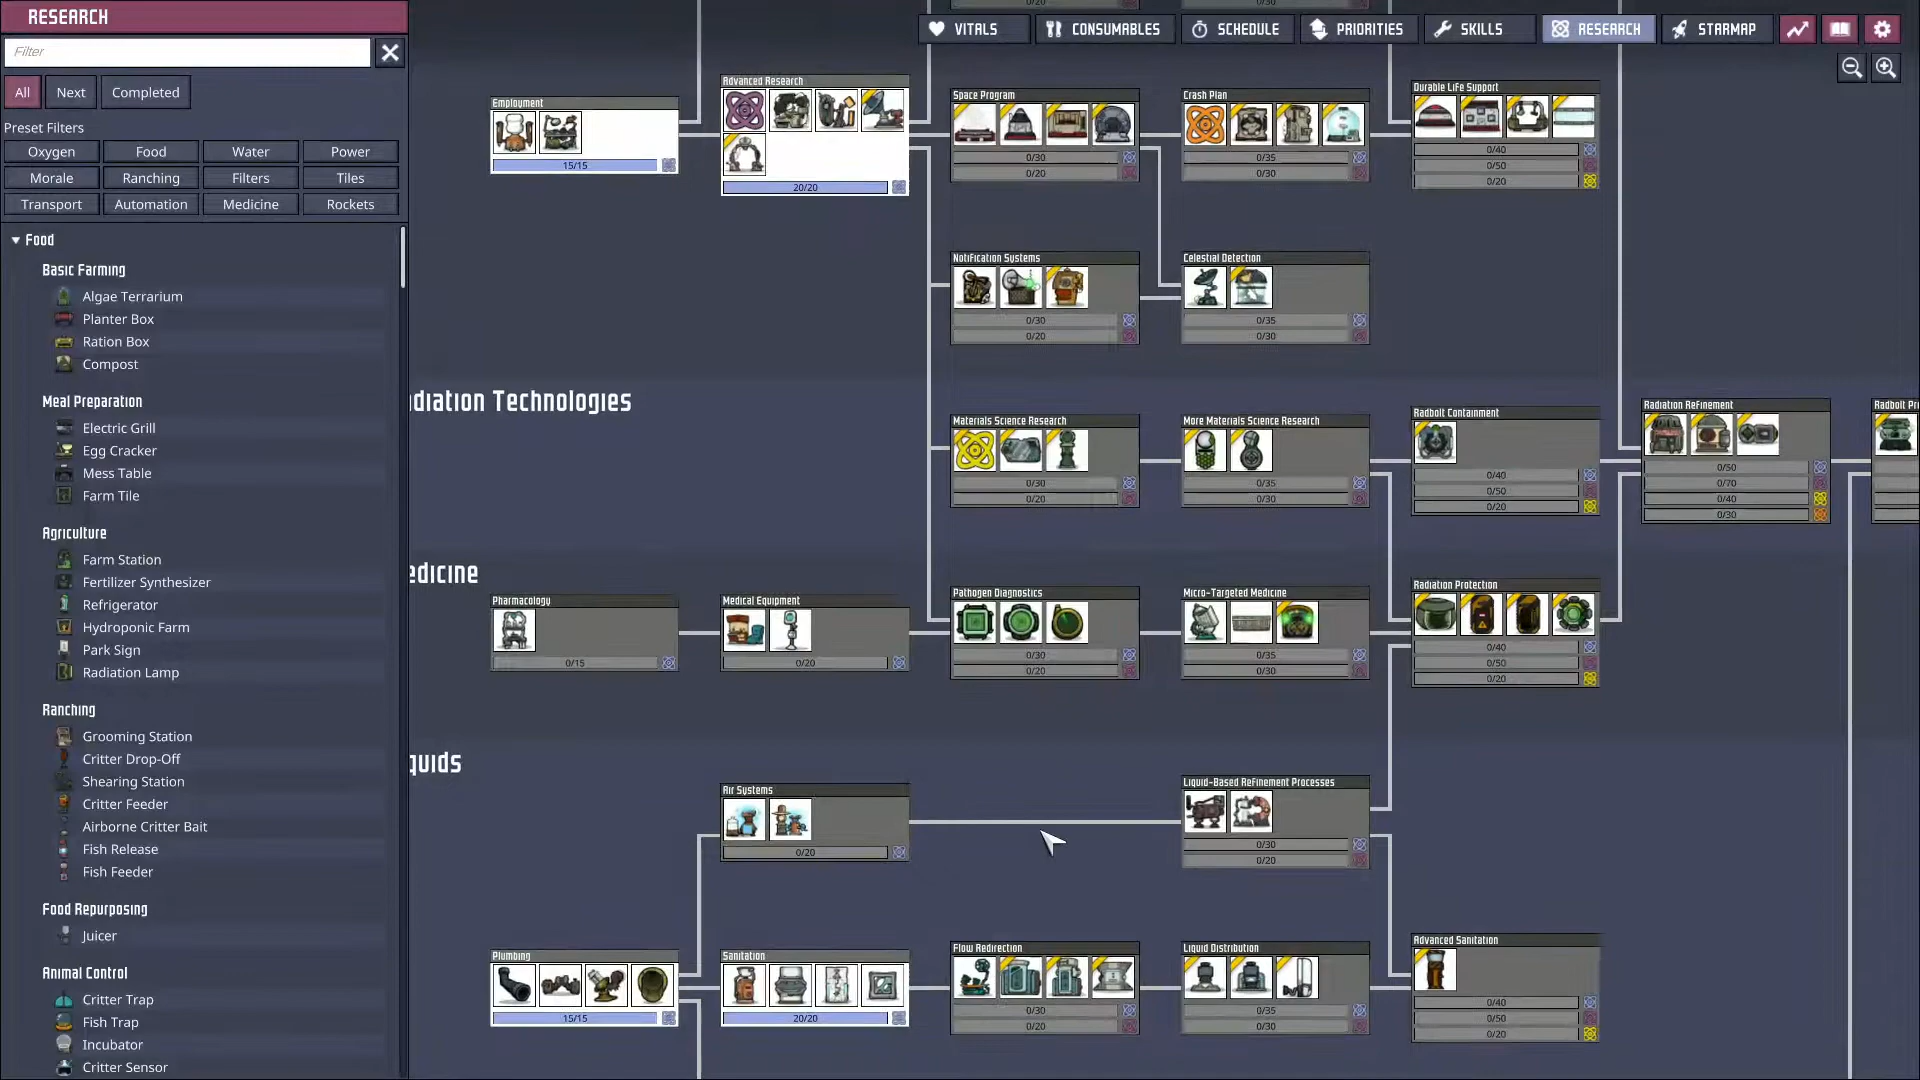 RESEARCH
Filter
All
Next
Completed
Preset Filters
Oxygen
Food
Water
Power
Morale
Ranching
Filters
Tiles
Transport
Automation
Medicine
Rockets
Food
Basic Farming
Algae Terrarium
Planter Box
Ration Box
Compost
Meal Preparation
Electric Grill
Egg Cracker
Mess Table
Farm Tile
Agriculture
Farm Station
Fertilizer Synthesizer
Refrigerator
Hydroponic Farm
Park Sign
Radiation Lamp
Ranching
Grooming Station
Critter Drop-Off
Shearing Station
Critter Feeder
Airborne Critter Bait
Fish Release
Fish Feeder
Food Repurposing
Juicer
Animal Control
Critter Trap
Fish Trap
Incubator
Critter Sensor
VITALS
CONSUMABLES
SCHEDULE
PRIORITIES
SKILLS
RESEARCH
STARMAP
Employment
15/15
Advanced Research
20/20
Space Program
0/30
0/20
Crash Plan
0/35
0/30
Durable Life Support
0/40
0/50
0/20
Notification Systems
0/30
0/20
Celestial Detection
0/35
0/30
diation Technologies
Materials Science Research
0/30
0/20
More Materials Science Research
0/35
0/30
Radbolt Containment
0/40
0/50
0/20
Radiation Refinement
0/50
0/70
0/40
0/30
Radbolt Pr
edicine
Pharmacology
0/15
Medical Equipment
0/20
Pathogen Diagnostics
0/30
0/20
Micro-Targeted Medicine
0/35
0/30
Radiation Protection
0/40
0/50
0/20
quids
Air Systems
0/20
Liquid-Based Refinement Processes
0/30
0/20
Plumbing
15/15
Sanitation
20/20
Flow Redirection
0/30
0/20
Liquid Distribution
0/35
0/30
Advanced Sanitation
0/40
0/50
0/20